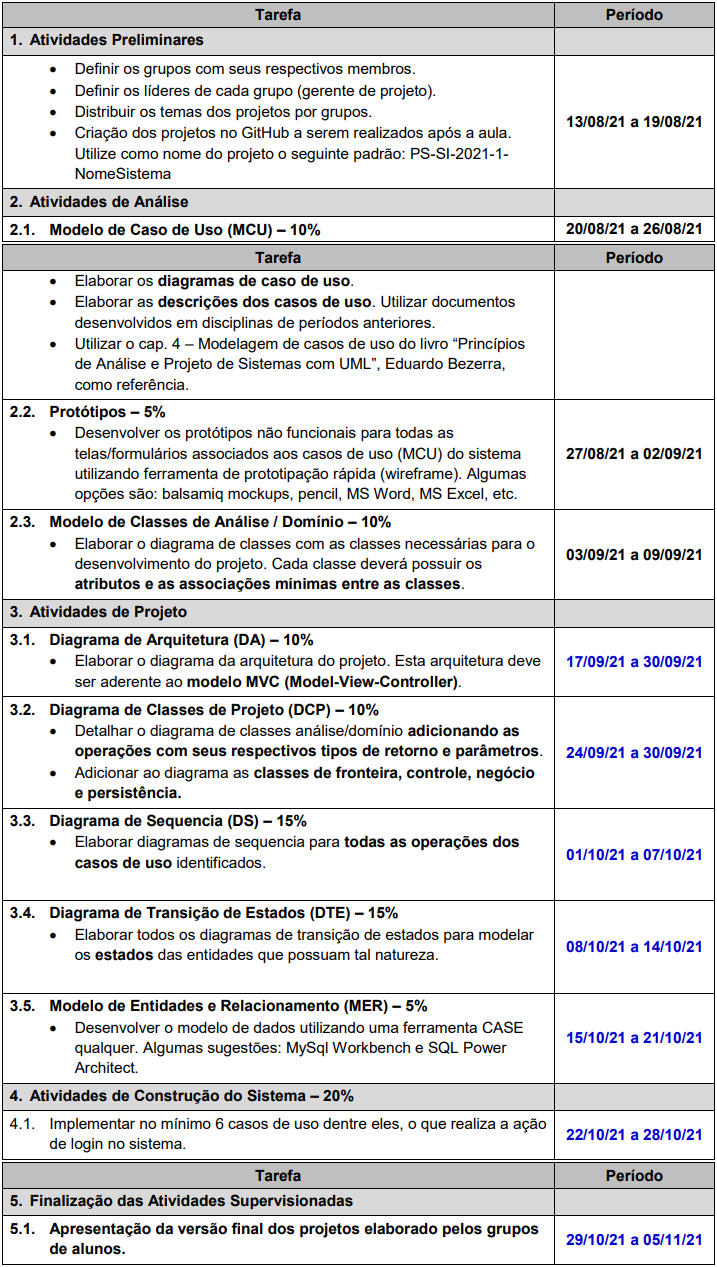 Tarefa Período
1. Atividades Preliminares
• Definir os grupos com seus respectivos membros.
• Definir os líderes de cada grupo (gerente de projeto).
• Distribuir os temas dos projetos por grupos.
• Criação dos projetos no GitHub a serem realizados após a aula.
Utilize como nome do projeto o seguinte padrão: PS-SI-2021-1-
NomeSistema
13/08/21 a 19/08/21
2. Atividades de Análise
2.1. Modelo de Caso de Uso (MCU) – 10% 20/08/21 a 26/08/21
Tarefa Período
• Elaborar os diagramas de caso de uso.
• Elaborar as descrições dos casos de uso. Utilizar documentos
desenvolvidos em disciplinas de períodos anteriores.
• Utilizar o cap. 4 – Modelagem de casos de uso do livro “Princípios
de Análise e Projeto de Sistemas com UML”, Eduardo Bezerra,
como referência.
2.2. Protótipos – 5%
• Desenvolver os protótipos não funcionais para todas as
telas/formulários associados aos casos de uso (MCU) do sistema
utilizando ferramenta de prototipação rápida (wireframe). Algumas
opções são: balsamiq mockups, pencil, MS Word, MS Excel, etc.
27/08/21 a 02/09/21
2.3. Modelo de Classes de Análise / Domínio – 10%
• Elaborar o diagrama de classes com as classes necessárias para o
desenvolvimento do projeto. Cada classe deverá possuir os
atributos e as associações mínimas entre as classes.
03/09/21 a 09/09/21
3. Atividades de Projeto
3.1. Diagrama de Arquitetura (DA) – 10%
• Elaborar o diagrama da arquitetura do projeto. Esta arquitetura deve
ser aderente ao modelo MVC (Model-View-Controller).
17/09/21 a 30/09/21
3.2. Diagrama de Classes de Projeto (DCP) – 10%
• Detalhar o diagrama de classes análise/domínio adicionando as
operações com seus respectivos tipos de retorno e parâmetros.
• Adicionar ao diagrama as classes de fronteira, controle, negócio
e persistência.
24/09/21 a 30/09/21
3.3. Diagrama de Sequencia (DS) – 15%
• Elaborar diagramas de sequencia para todas as operações dos
casos de uso identificados.
01/10/21 a 07/10/21
3.4. Diagrama de Transição de Estados (DTE) – 15%
• Elaborar todos os diagramas de transição de estados para modelar
os estados das entidades que possuam tal natureza.
08/10/21 a 14/10/21
3.5. Modelo de Entidades e Relacionamento (MER) – 5%
• Desenvolver o modelo de dados utilizando uma ferramenta CASE
qualquer. Algumas sugestões: MySql Workbench e SQL Power
Architect.
15/10/21 a 21/10/21
4. Atividades de Construção do Sistema – 20%
4.1. Implementar no mínimo 6 casos de uso dentre eles, o que realiza a ação
de login no sistema.
22/10/21 a 28/10/21
Tarefa Período
5. Finalização das Atividades Supervisionadas
5.1. Apresentação da versão final dos projetos elaborado pelos grupos
de alunos.
29/10/21 a 05/11/21